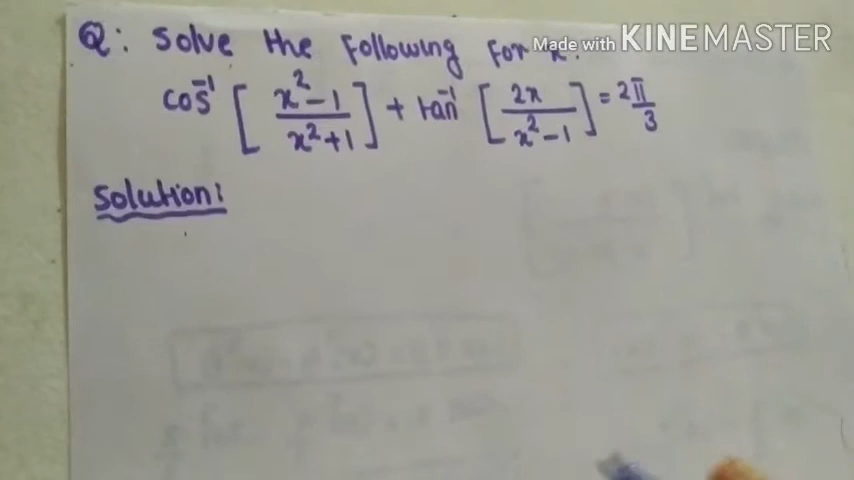 Q: Solve the following for x.
cos⁻¹ [ (x²-1)/(x²+1) ] + tan⁻¹ [ 2x/(x²-1) ] = 2π/3
Solution:
Made with KINEMASTER